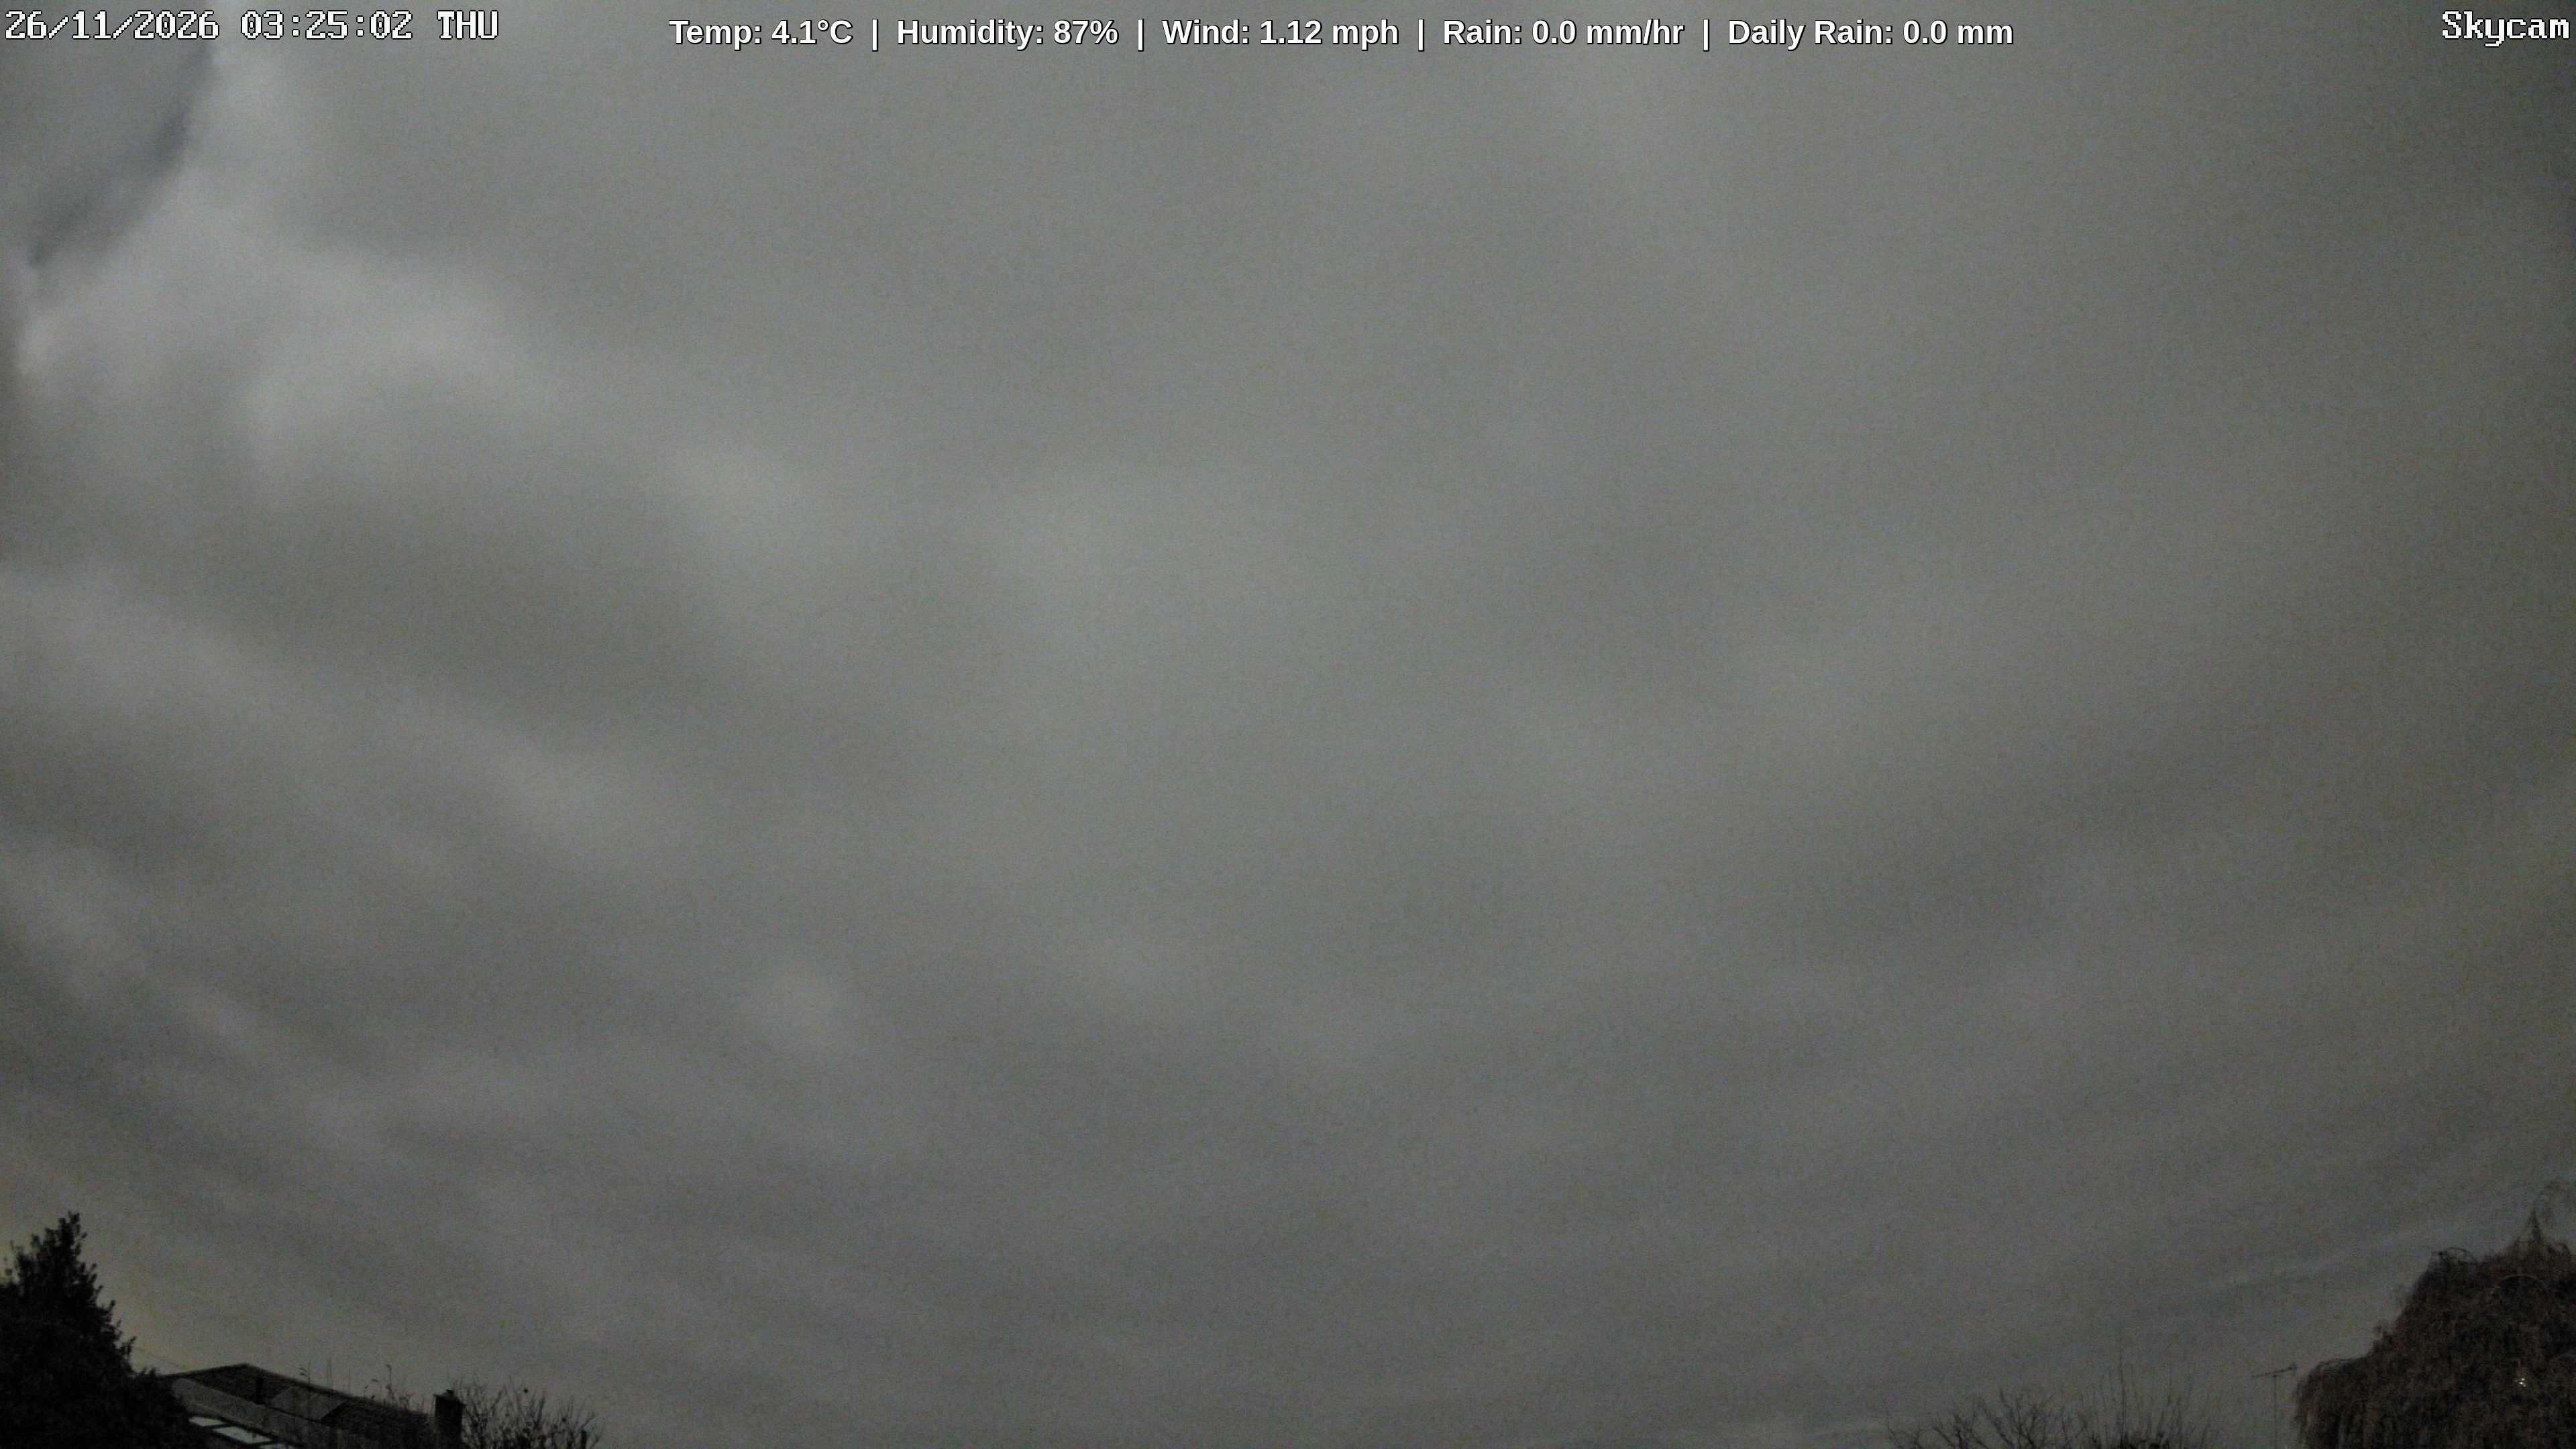 26/11/2026 03:25:02 THU
Temp: 4.1°C | Humidity: 87% | Wind: 1.12 mph | Rain: 0.0 mm/hr | Daily Rain: 0.0 mm
Skycam